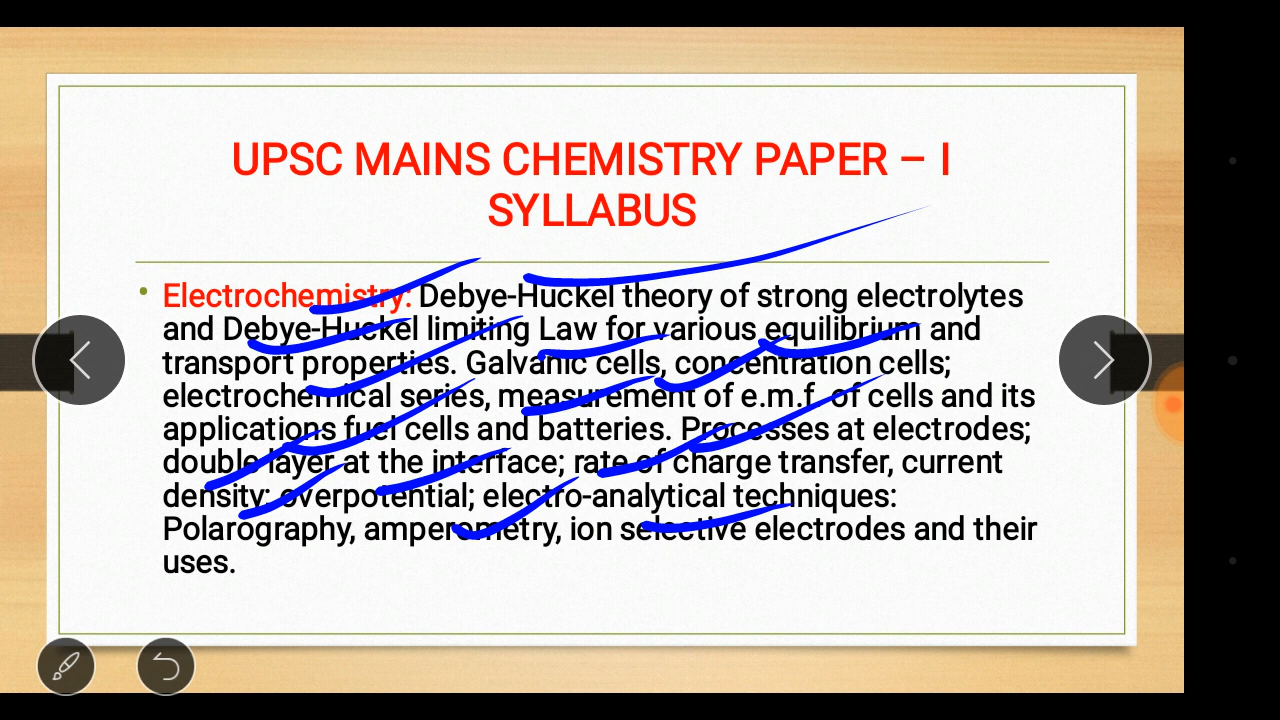 UPSC MAINS CHEMISTRY PAPER – I
SYLLABUS
• Electrochemistry: Debye-Huckel theory of strong electrolytes
and Debye-Huckel limiting Law for various equilibrium and
transport properties. Galvanic cells, concentration cells;
electrochemical series, measurement of e.m.f. of cells and its
applications fuel cells and batteries. Processes at electrodes;
double layer at the interface; rate of charge transfer, current
density; overpotential; electro-analytical techniques:
Polarography, amperometry, ion selective electrodes and their
uses.